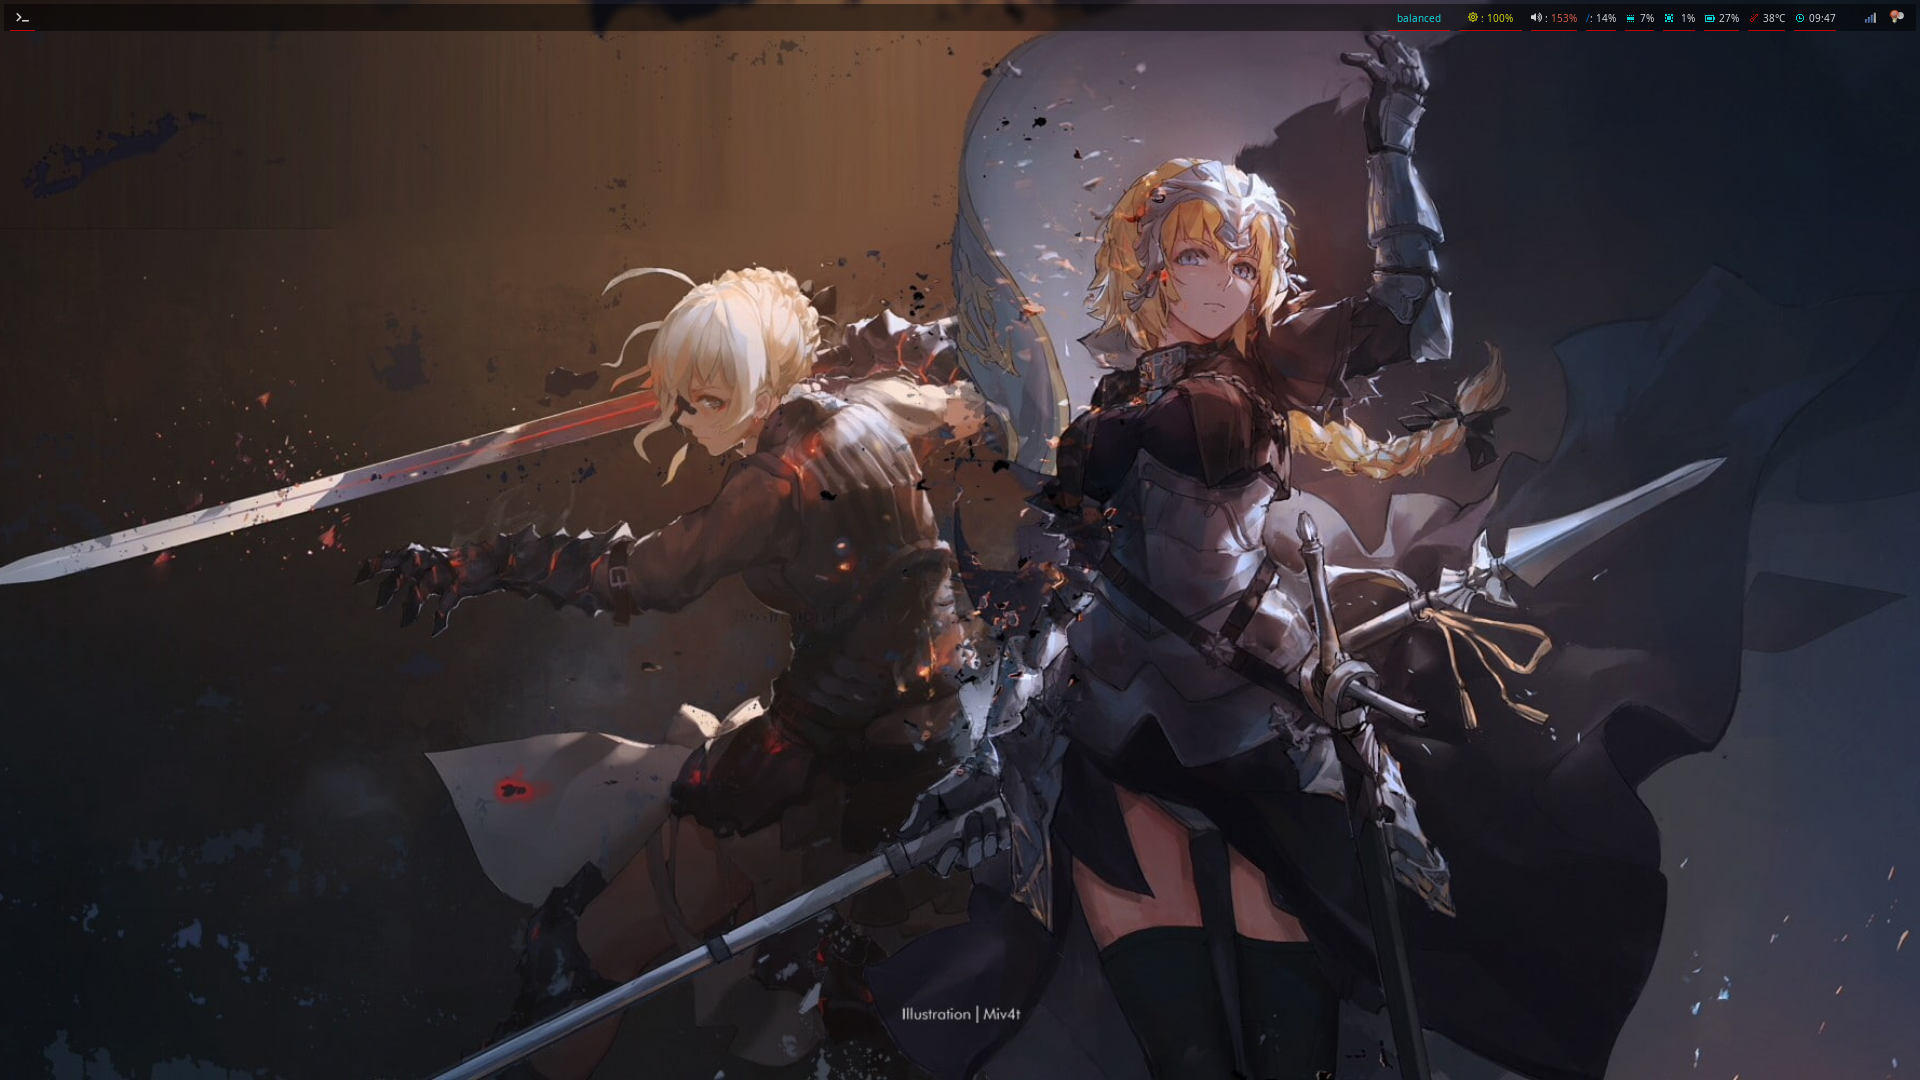 >_ balanced : 100% : 153% /: 14% 7% 1% 27% 38°C 09:47
Illustration | Miv4t